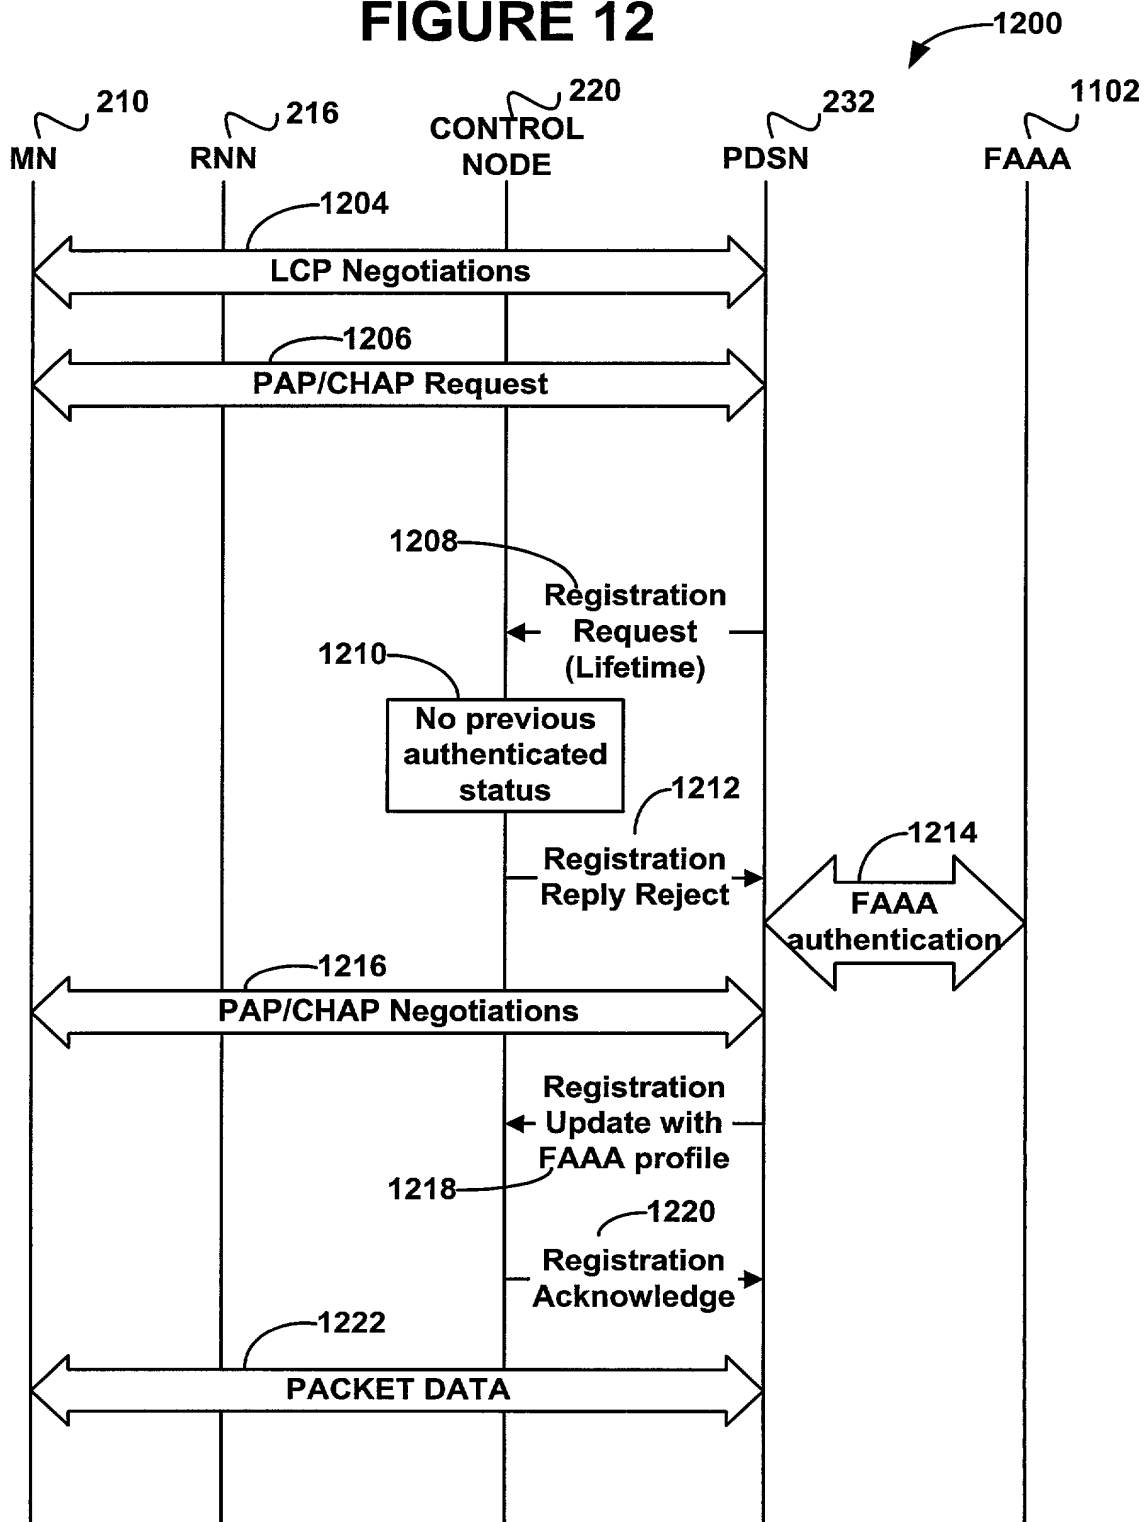 FIGURE 12
1200
210
216
220
232
1102
MN
RNN
CONTROL
NODE
PDSN
FAAA
1204
LCP Negotiations
1206
PAP/CHAP Request
1208
Registration
Request
(Lifetime)
1210
No previous
authenticated
status
1212
Registration
Reply Reject
1214
FAAA
authentication
1216
PAP/CHAP Negotiations
Registration
Update with
FAAA profile
1218
1220
Registration
Acknowledge
1222
PACKET DATA